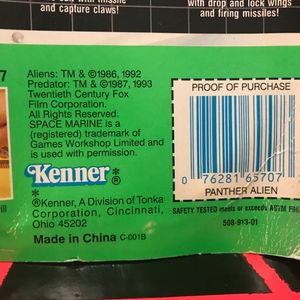 and capture missile
and claws!
with drop and lock wings
and firing missiles!
7
Aliens: TM & ©1986, 1992
Predator: TM & ©1987, 1993
Twentieth Century Fox
Film Corporation.
All Rights Reserved.
SPACE MARINE is a
(registered) trademark of
Games Workshop Limited and
is used with permission.
Kenner®
®Kenner, A Division of Tonka
Corporation, Cincinnati,
Ohio 45202
Made in China C-001B
PROOF OF PURCHASE
0 76281 65707
PANTHER ALIEN
SAFETY TESTED meets or exceeds ASTM F96
508-913-01